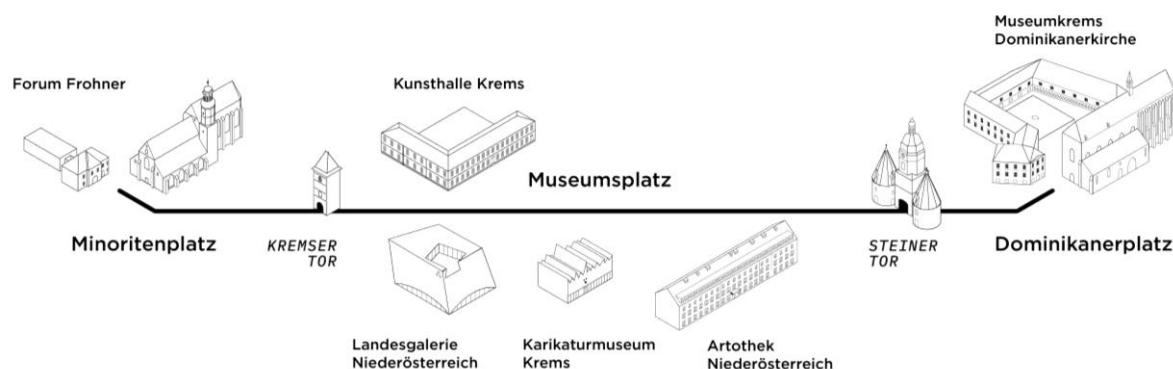 Museumkrems
Dominikanerkirche
Forum Frohner
Kunsthalle Krems
Museumsplatz
Minoritenplatz
KREMSER
TOR
STEINER
TOR
Dominikanerplatz
Landesgalerie
Niederösterreich
Karikaturmuseum
Krems
Artothek
Niederösterreich